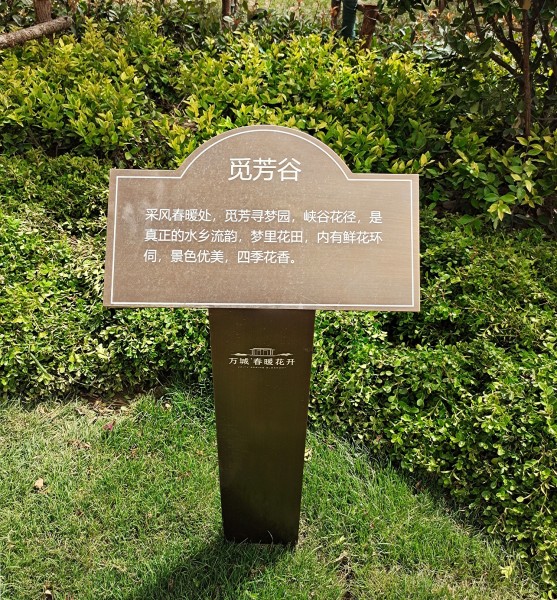 觅芳谷
采风春暖处，觅芳寻梦园，峡谷花径，是
真正的水乡流韵，梦里花田，内有鲜花环
伺，景色优美，四季花香。
万城 春暖花开